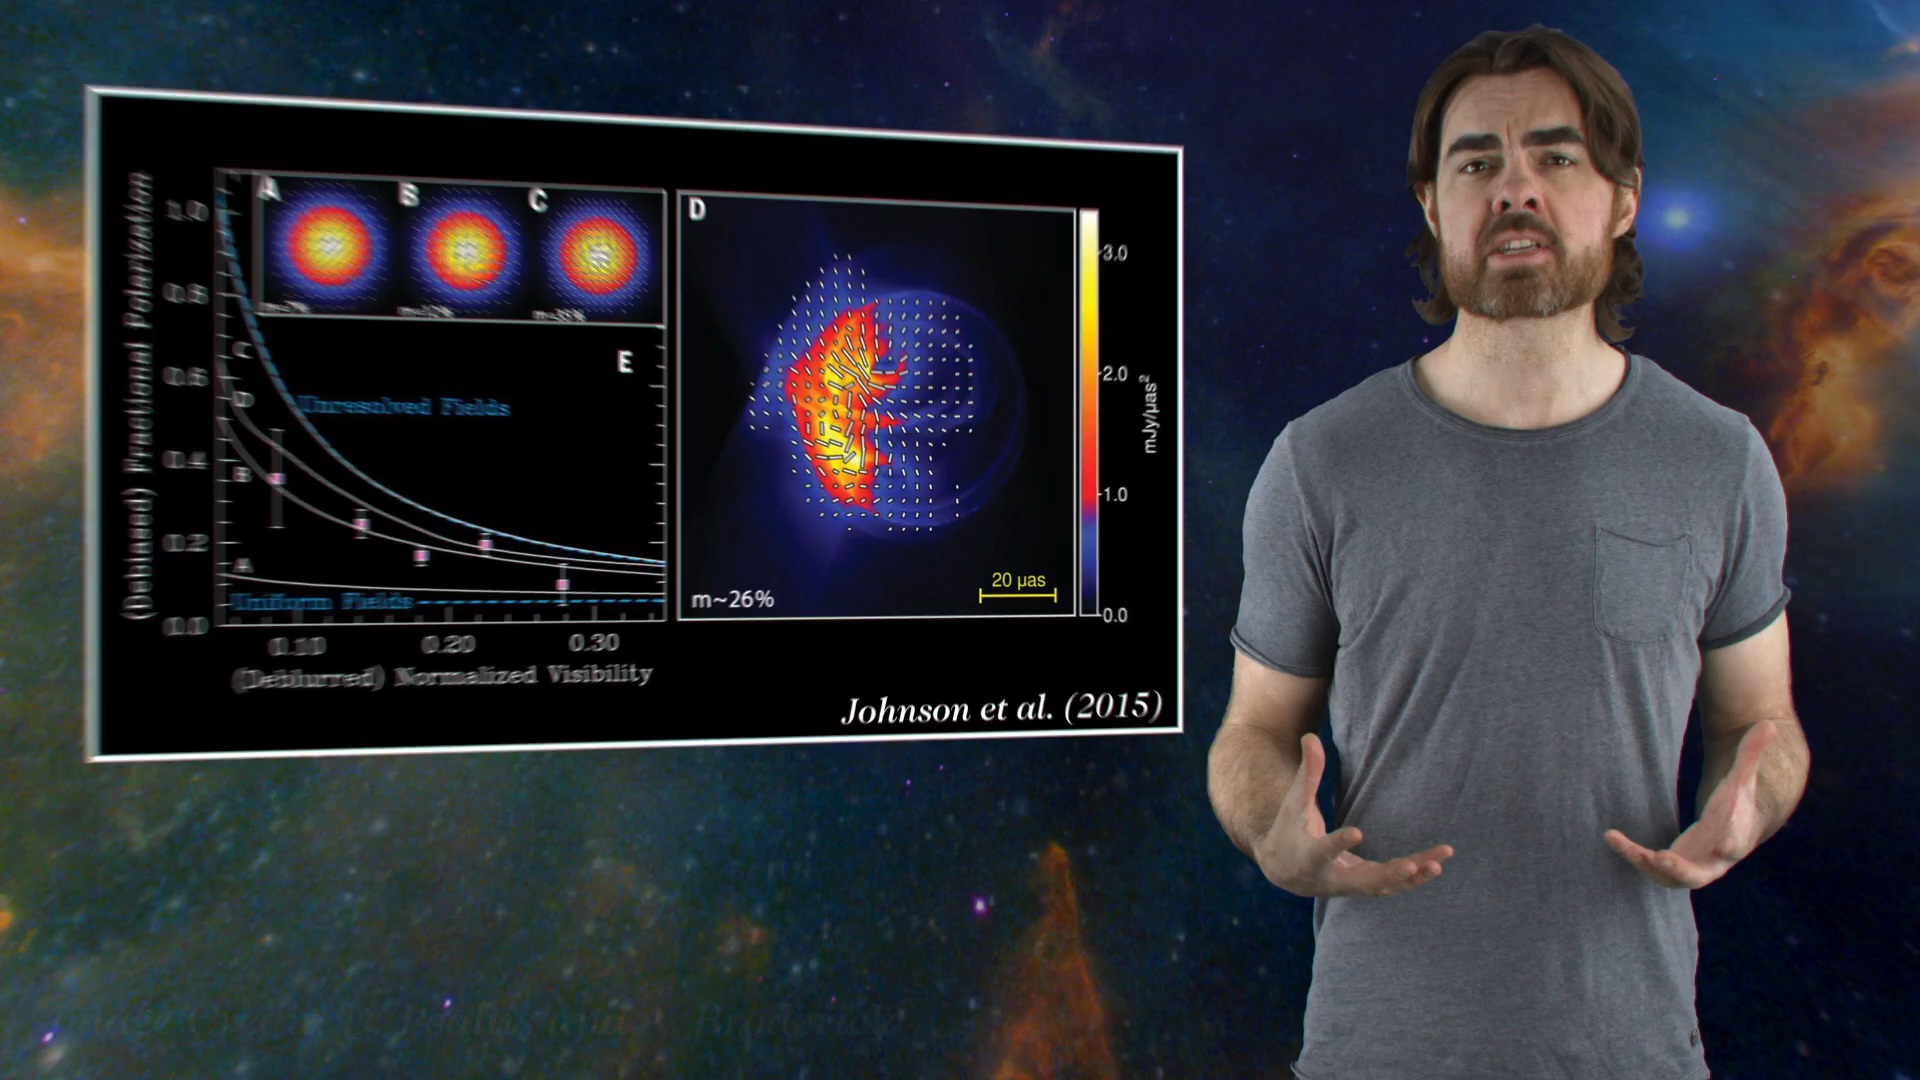 (Debiased) Fractional Polarization
1.0
0.8
0.6
0.4
0.2
0.0
A
B
C
C
D
B
A
E
Unresolved Fields
Uniform Fields
0.10
0.20
0.30
(Deblurred) Normalized Visibility
D
m~26%
20 µas
3.0
2.0
1.0
0.0
mJy/µas²
Johnson et al. (2015)